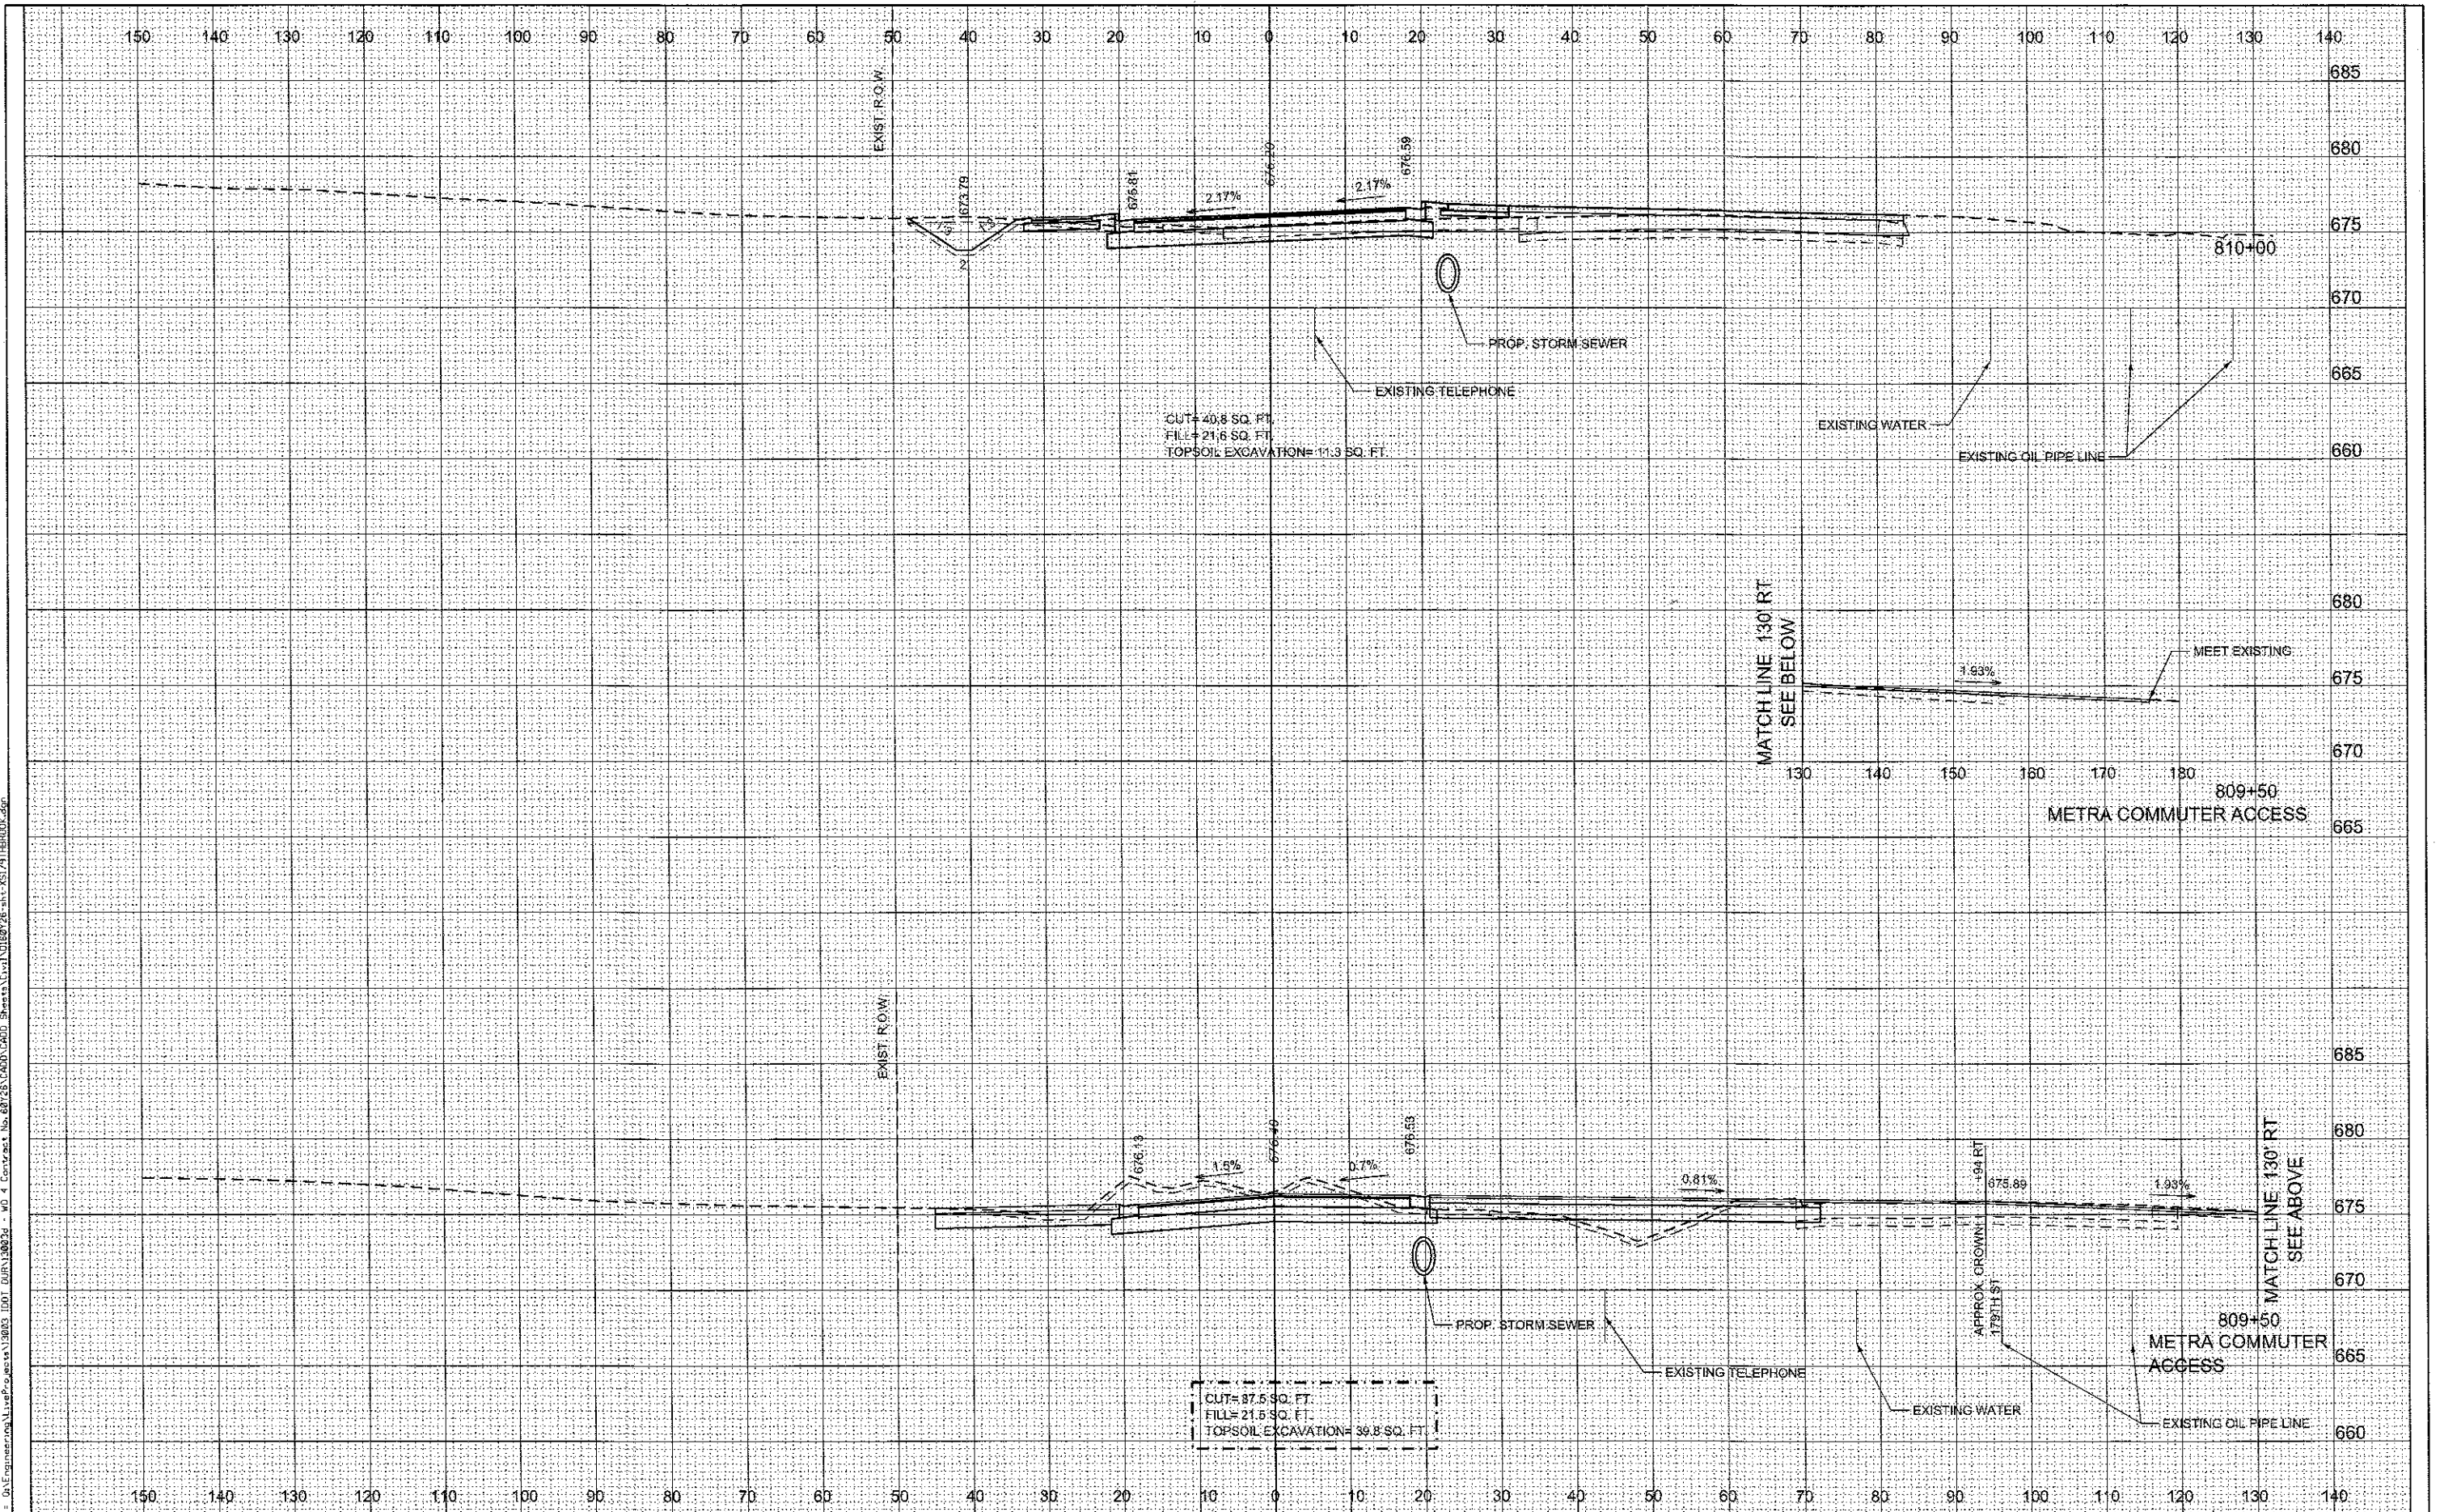 150 140 130 120 110 100 90 80 70 60 50 40 30 20 10 0 10 20 30 40 50 60 70 80 90 100 110 120 130 140
685
680
675
670
665
660
EXIST. R.O.W.
673.79
675.81
676.20
676.59
2.17%
2.17%
2
810+00
PROP. STORM SEWER
EXISTING TELEPHONE
CUT= 40.8 SQ. FT.
FILL= 21.6 SQ. FT.
TOPSOIL EXCAVATION= 11.3 SQ. FT.
EXISTING WATER
EXISTING OIL PIPE LINE
MATCH LINE 130' RT
SEE BELOW
1.93%
MEET EXISTING
680
675
670
665
130 140 150 160 170 180
809+50
METRA COMMUTER ACCESS
EXIST. R.O.W.
685
680
675
670
665
660
676.13
1.5%
676.40
0.7%
676.53
0.81%
+94 RT
675.89
1.93%
APPROX. CROWN
179TH ST
MATCH LINE 130' RT
SEE ABOVE
PROP. STORM SEWER
EXISTING TELEPHONE
EXISTING WATER
EXISTING OIL PIPE LINE
809+50
METRA COMMUTER
ACCESS
CUT= 87.5 SQ. FT.
FILL= 21.5 SQ. FT.
TOPSOIL EXCAVATION= 39.8 SQ. FT.
150 140 130 120 110 100 90 80 70 60 50 40 30 20 10 0 10 20 30 40 50 60 70 80 90 100 110 120 130 140